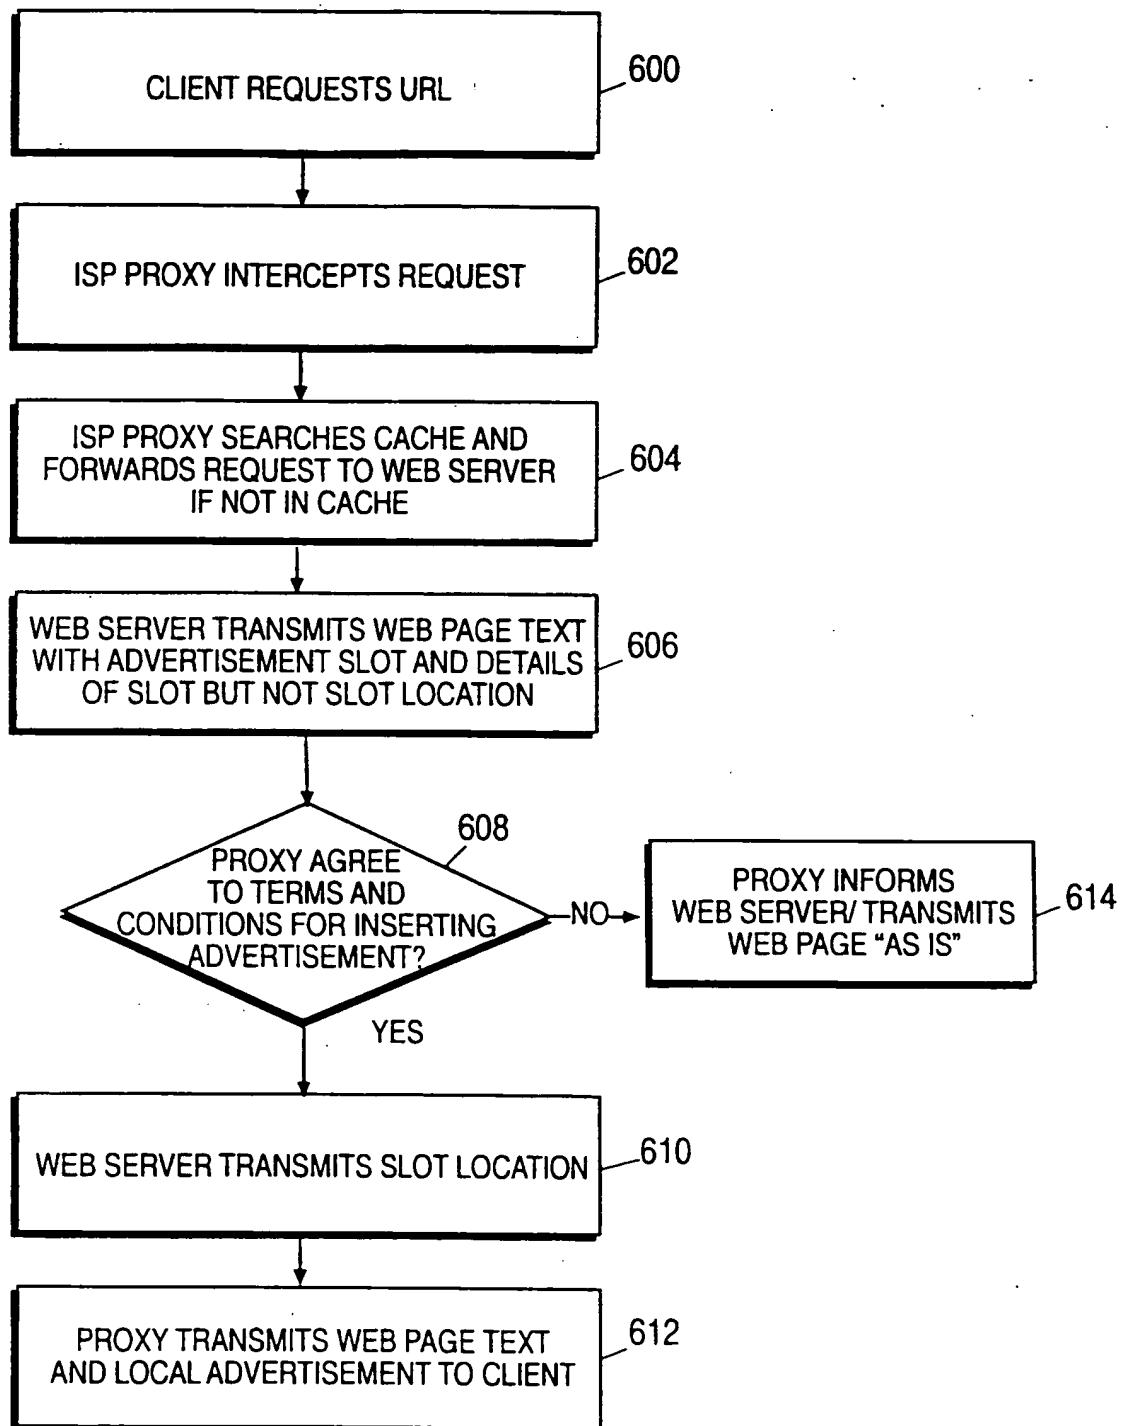 CLIENT REQUESTS URL
600
ISP PROXY INTERCEPTS REQUEST
602
ISP PROXY SEARCHES CACHE AND
FORWARDS REQUEST TO WEB SERVER
IF NOT IN CACHE
604
WEB SERVER TRANSMITS WEB PAGE TEXT
WITH ADVERTISEMENT SLOT AND DETAILS
OF SLOT BUT NOT SLOT LOCATION
606
608
PROXY AGREE
TO TERMS AND
CONDITIONS FOR INSERTING
ADVERTISEMENT?
NO
PROXY INFORMS
WEB SERVER/ TRANSMITS
WEB PAGE "AS IS"
614
YES
WEB SERVER TRANSMITS SLOT LOCATION
610
PROXY TRANSMITS WEB PAGE TEXT
AND LOCAL ADVERTISEMENT TO CLIENT
612